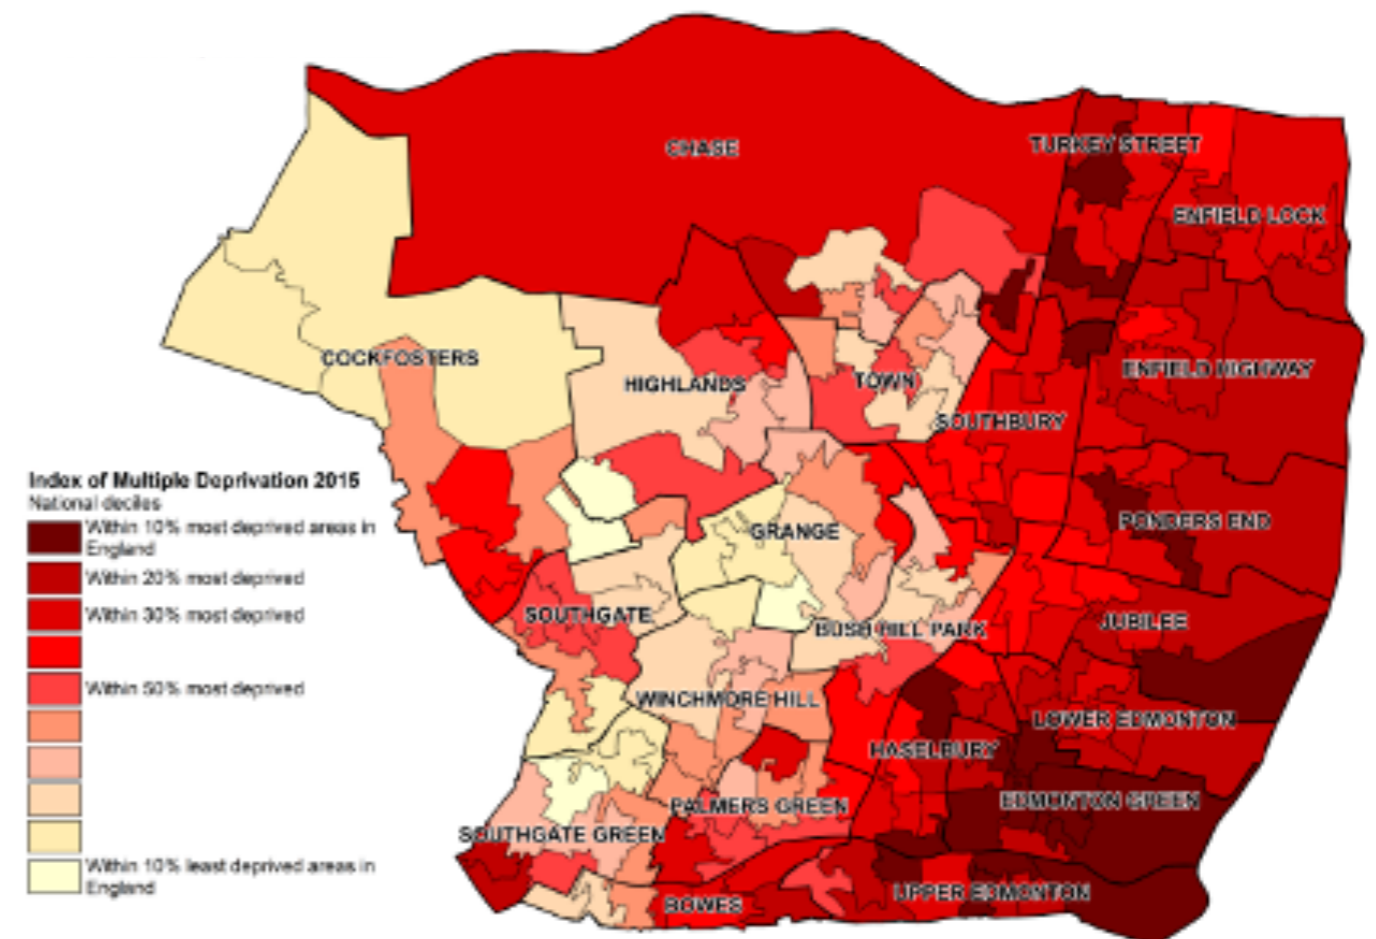 CHASE
TURKEY STREET
ENFIELD LOCK
COCKFOSTERS
HIGHLANDS
TOWN
ENFIELD HIGHWAY
SOUTHBURY
Index of Multiple Deprivation 2015
National deciles
Within 10% most deprived areas in
England
Within 20% most deprived
Within 30% most deprived
Within 50% most deprived
Within 10% least deprived areas in
England
GRANGE
PONDERS END
SOUTHGATE
BUSH HILL PARK
JUBILEE
WINCHMORE HILL
LOWER EDMONTON
HASELBURY
PALMERS GREEN
EDMONTON GREEN
SOUTHGATE GREEN
BOWES
UPPER EDMONTON